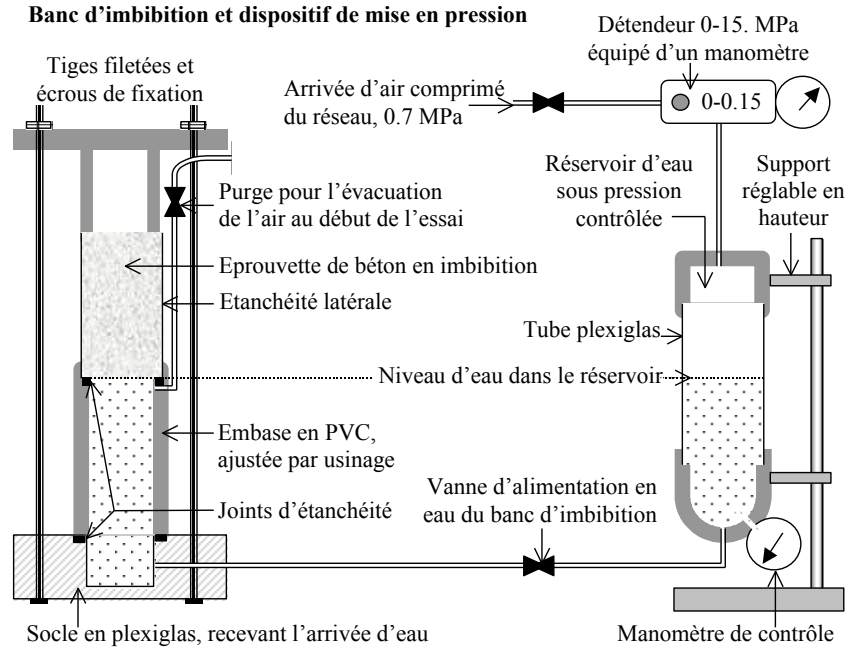 Banc d'imbibition et dispositif de mise en pression
Détendeur 0-15. MPa
équipé d'un manomètre
Tiges filetées et
écrous de fixation
Arrivée d'air comprimé
du réseau, 0.7 MPa
0-0.15
Réservoir d'eau
sous pression
contrôlée
Support
réglable en
hauteur
Purge pour l'évacuation
de l'air au début de l'essai
Eprouvette de béton en imbibition
Etanchéité latérale
Tube plexiglas
Niveau d'eau dans le réservoir
Embase en PVC,
ajustée par usinage
Vanne d'alimentation en
eau du banc d'imbibition
Joints d'étanchéité
Socle en plexiglas, recevant l'arrivée d'eau
Manomètre de contrôle